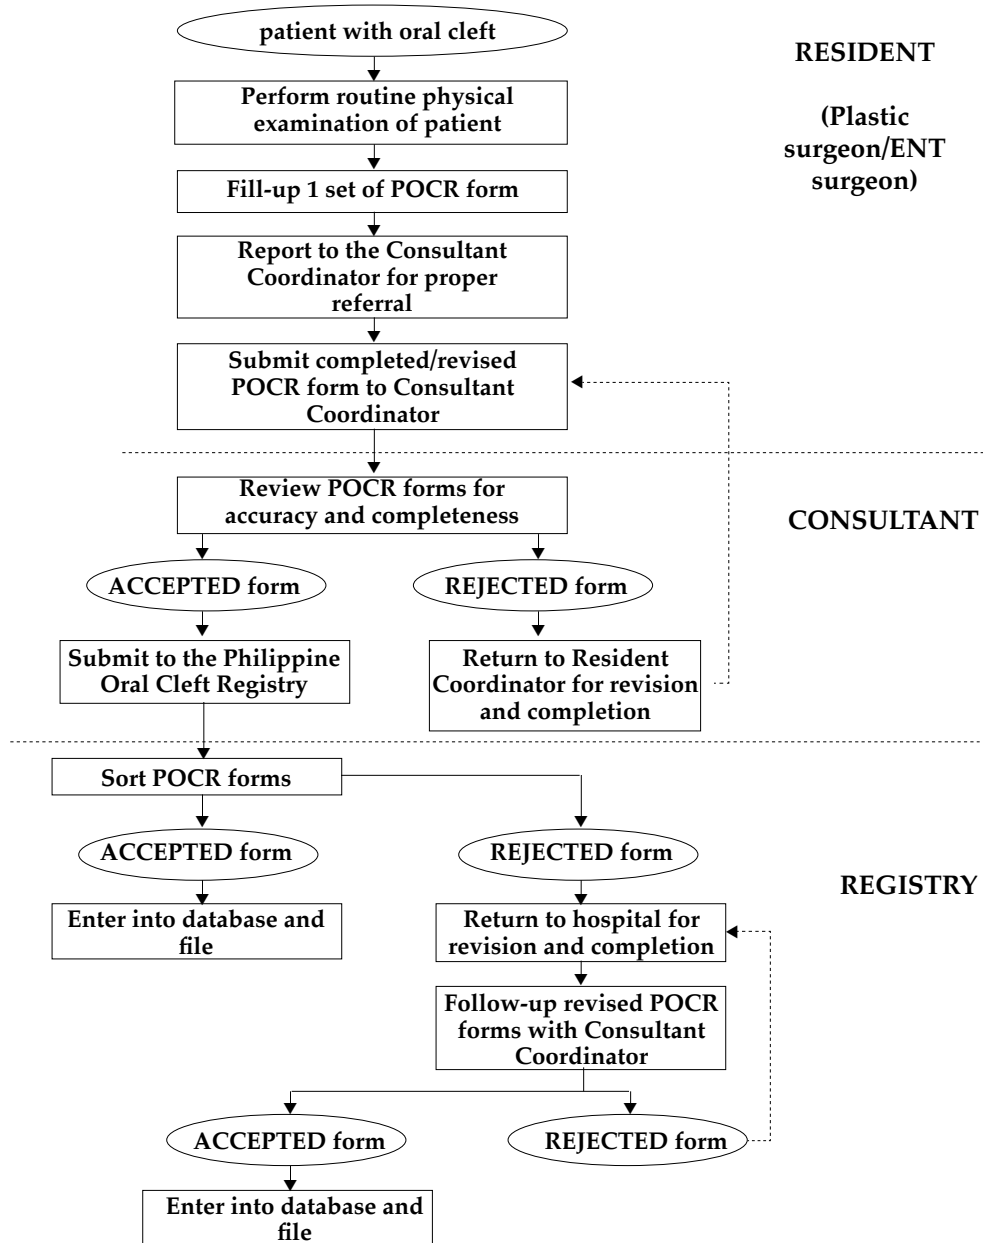 patient with oral cleft
RESIDENT
(Plastic
surgeon/ENT
surgeon)
Perform routine physical
examination of patient
Fill-up 1 set of POCR form
Report to the Consultant
Coordinator for proper
referral
Submit completed/revised
POCR form to Consultant
Coordinator
CONSULTANT
Review POCR forms for
accuracy and completeness
ACCEPTED form
REJECTED form
Submit to the Philippine
Oral Cleft Registry
Return to Resident
Coordinator for revision
and completion
REGISTRY
Sort POCR forms
ACCEPTED form
REJECTED form
Enter into database and
file
Return to hospital for
revision and completion
Follow-up revised POCR
forms with Consultant
Coordinator
ACCEPTED form
REJECTED form
Enter into database and
file